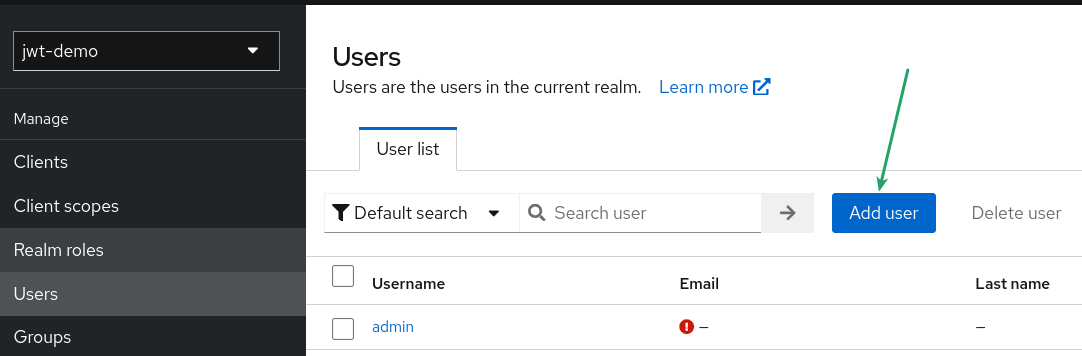 jwt-demo
Manage
Clients
Client scopes
Realm roles
Users
Groups
Users
Users are the users in the current realm. Learn more
User list
Default search Search user Add user Delete user
Username Email Last name
admin – –